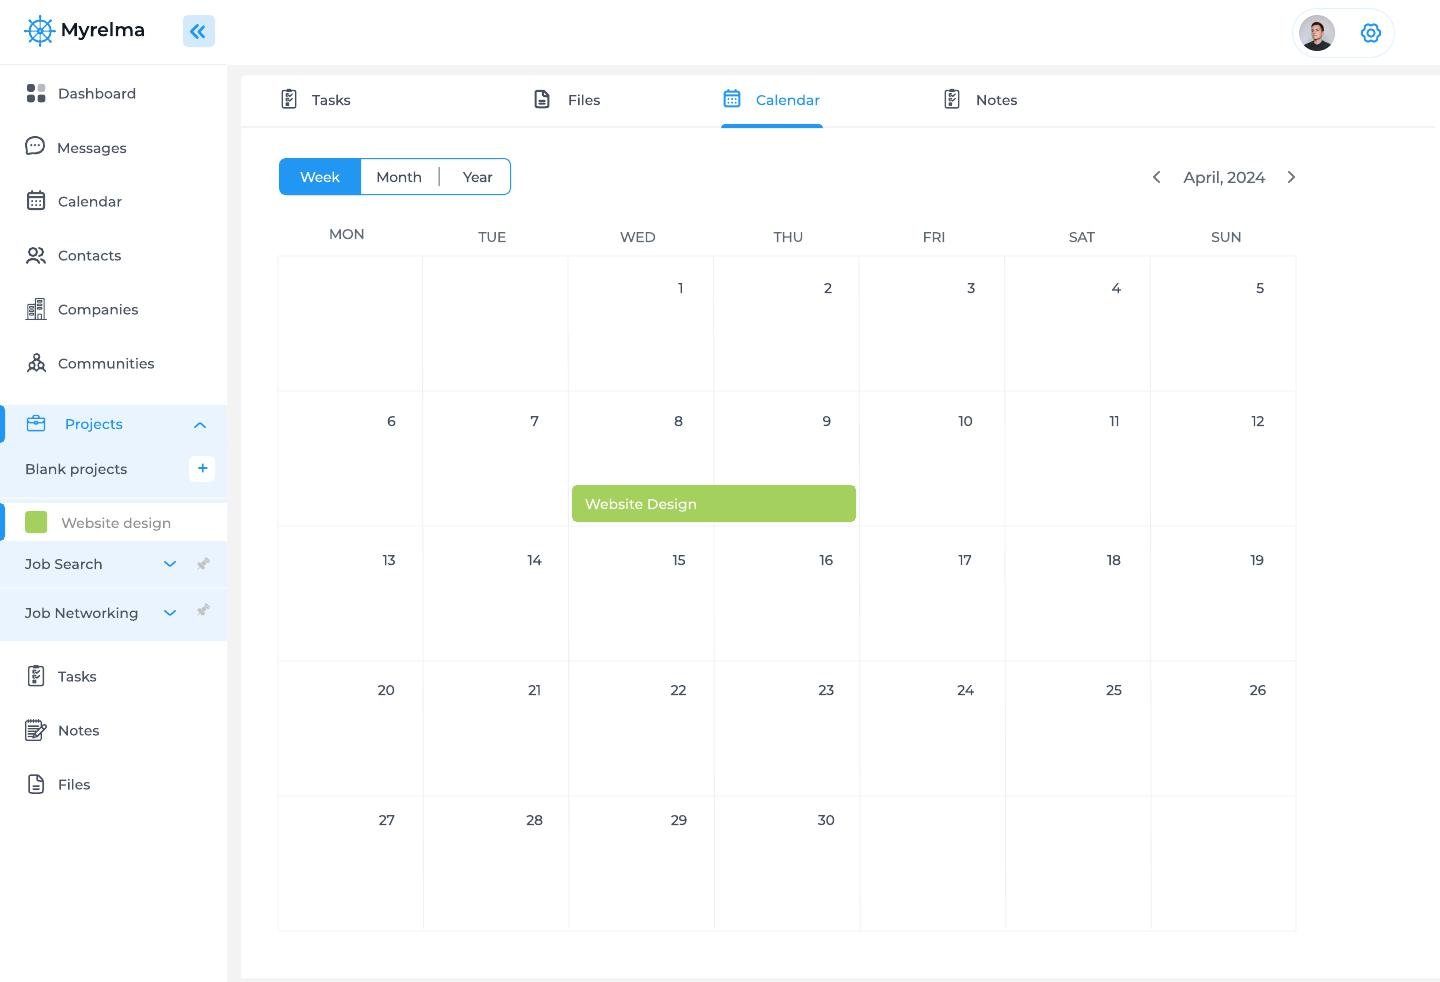 Myrelma
Dashboard
Messages
Calendar
Contacts
Companies
Communities
Projects
Blank projects
+
Website design
Job Search
Job Networking
Tasks
Notes
Files
Tasks Files Calendar Notes
Week Month | Year
April, 2024
MON TUE WED THU FRI SAT SUN
1 2 3 4 5
6 7 8 9 10 11 12
Website Design
13 14 15 16 17 18 19
20 21 22 23 24 25 26
27 28 29 30